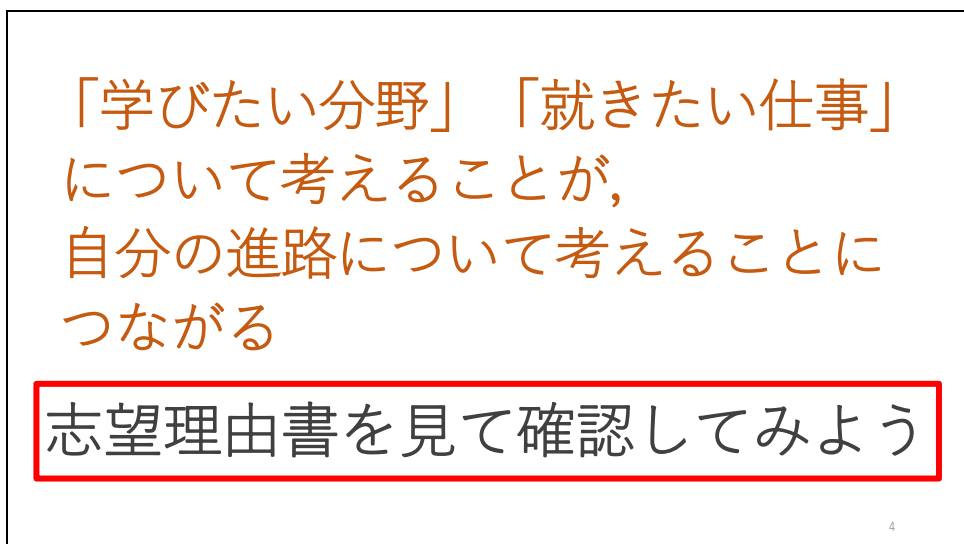 「学びたい分野」「就きたい仕事」
について考えることが,
自分の進路について考えることに
つながる
志望理由書を見て確認してみよう
4